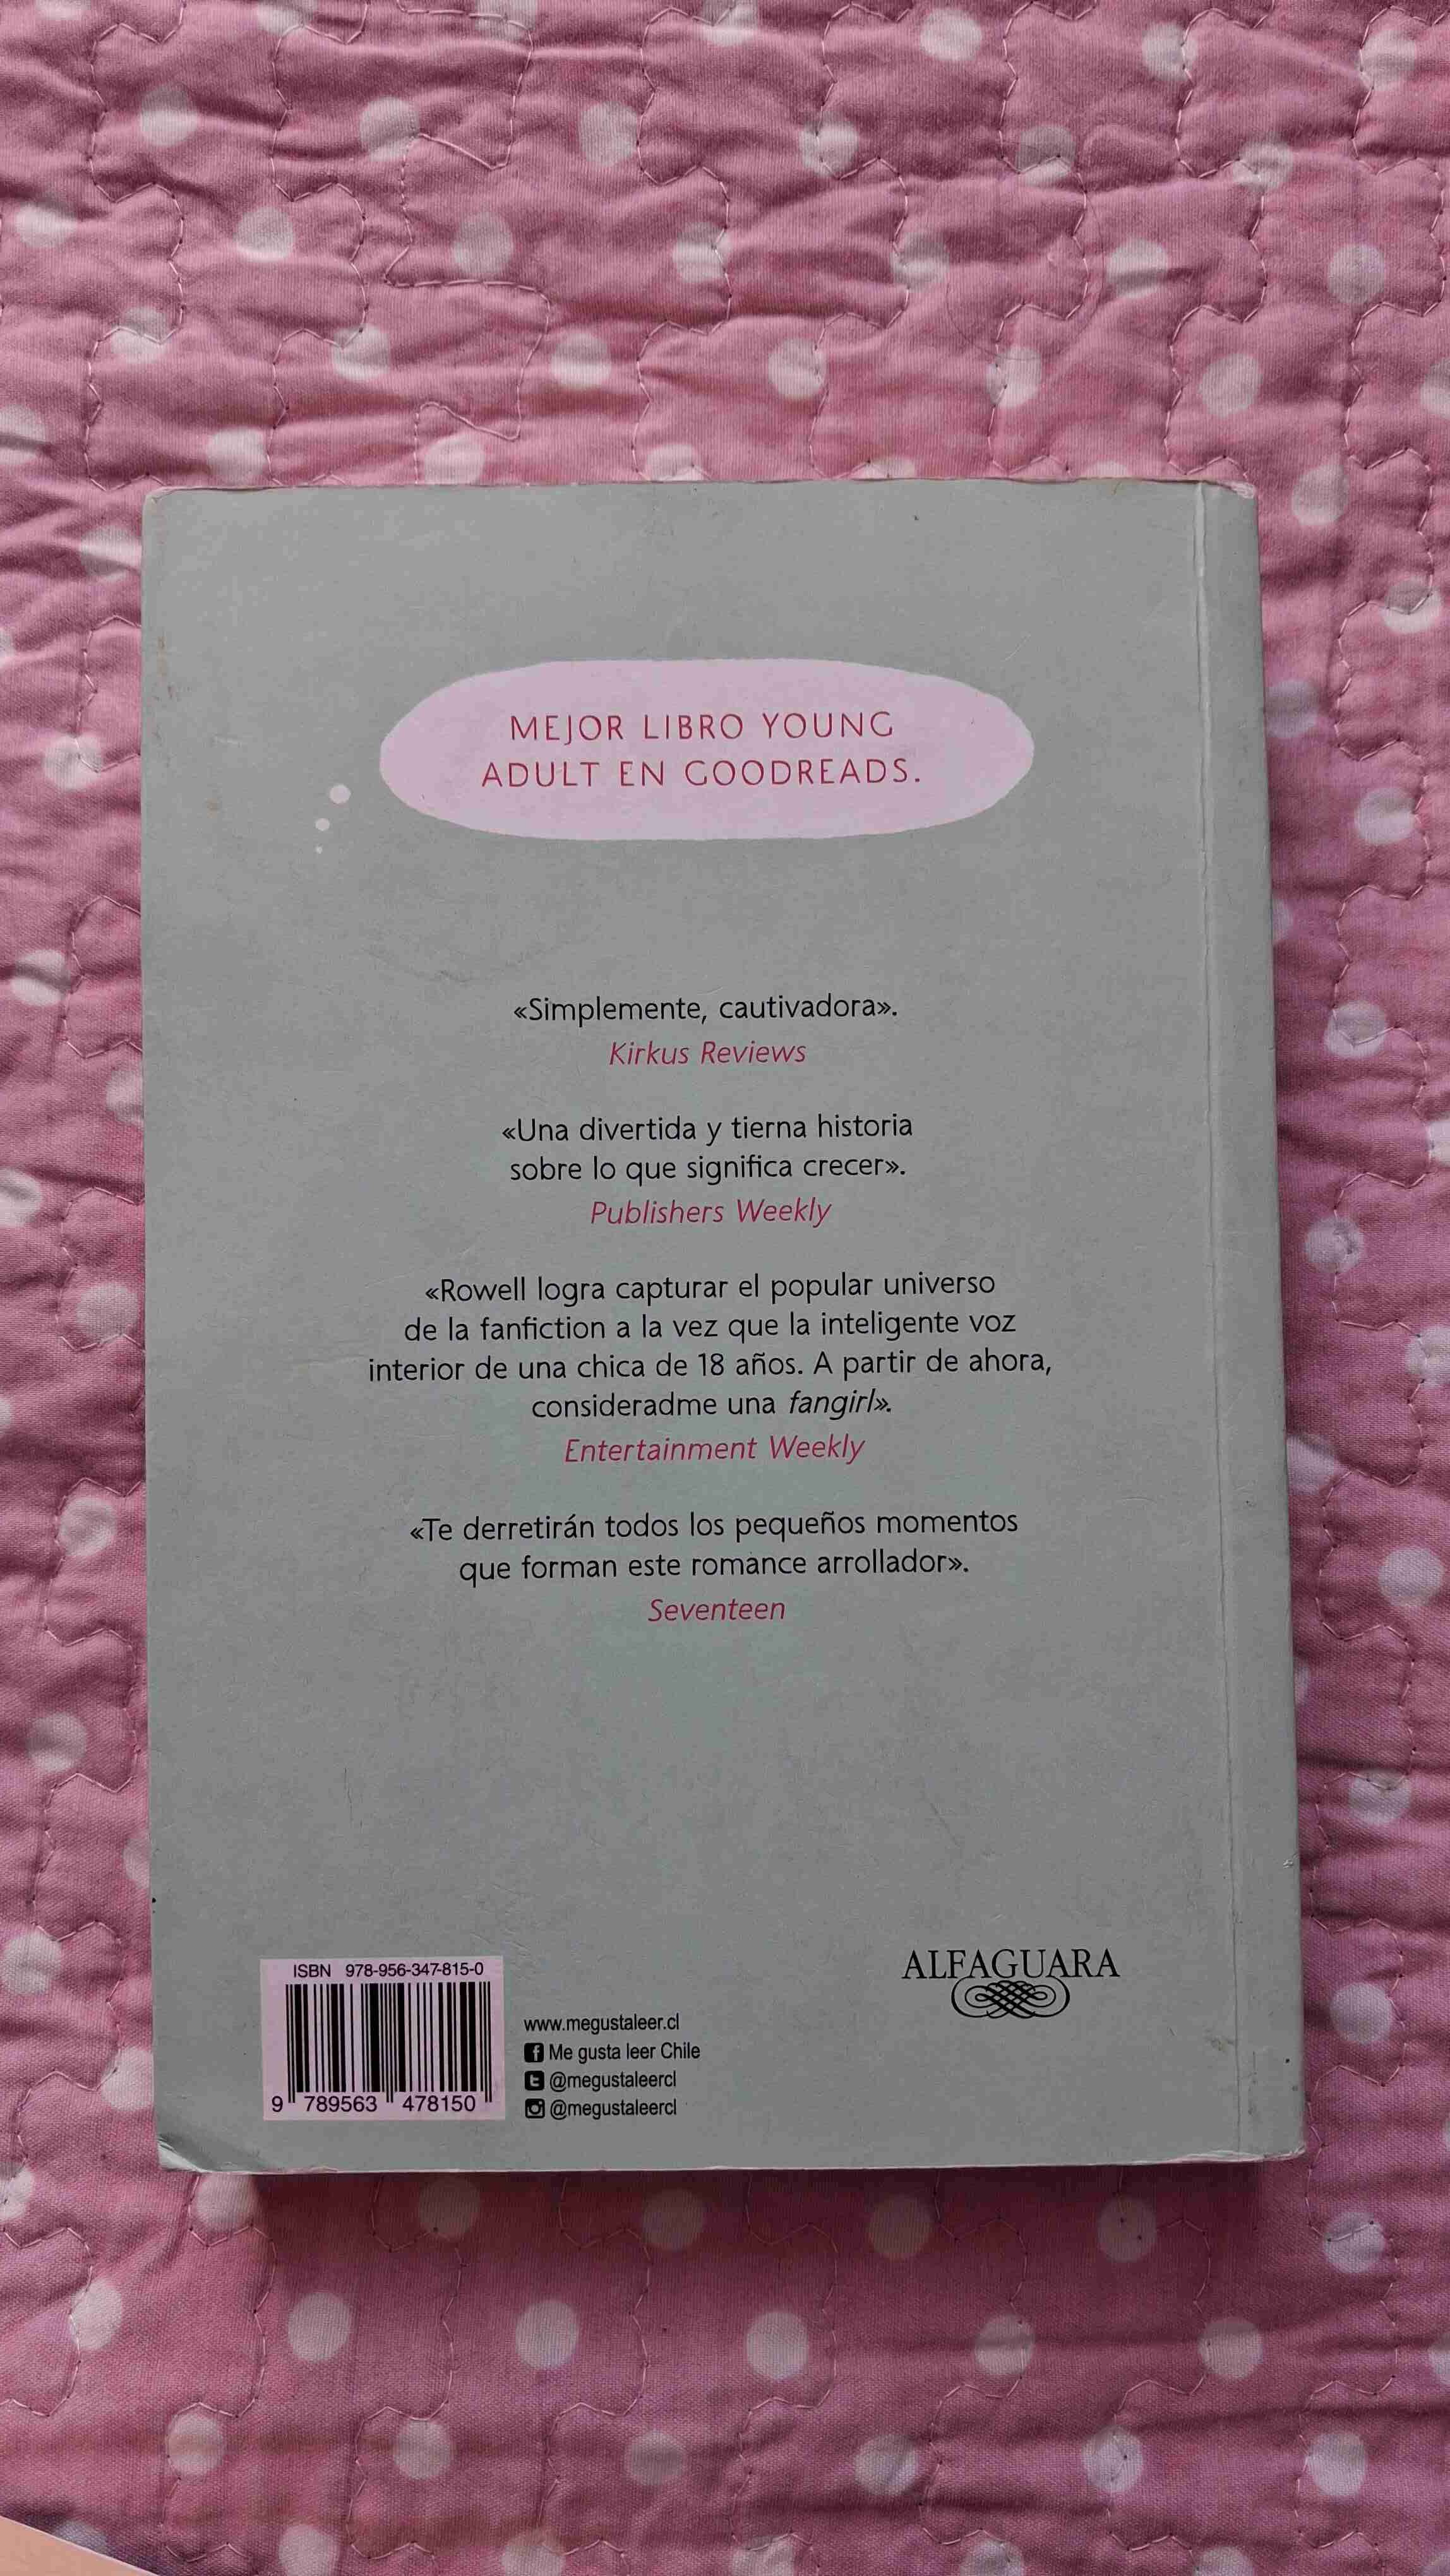 MEJOR LIBRO YOUNG
ADULT EN GOODREADS.
«Simplemente, cautivadora».
Kirkus Reviews
«Una divertida y tierna historia
sobre lo que significa crecer».
Publishers Weekly
«Rowell logra capturar el popular universo
de la fanfiction a la vez que la inteligente voz
interior de una chica de 18 años. A partir de ahora,
consideradme una fangirl».
Entertainment Weekly
«Te derretirán todos los pequeños momentos
que forman este romance arrollador».
Seventeen
ISBN 978-956-347-815-0
9 789563 478150
www.megustaleer.cl
Me gusta leer Chile
@megustaleercl
@megustaleercl
ALFAGUARA